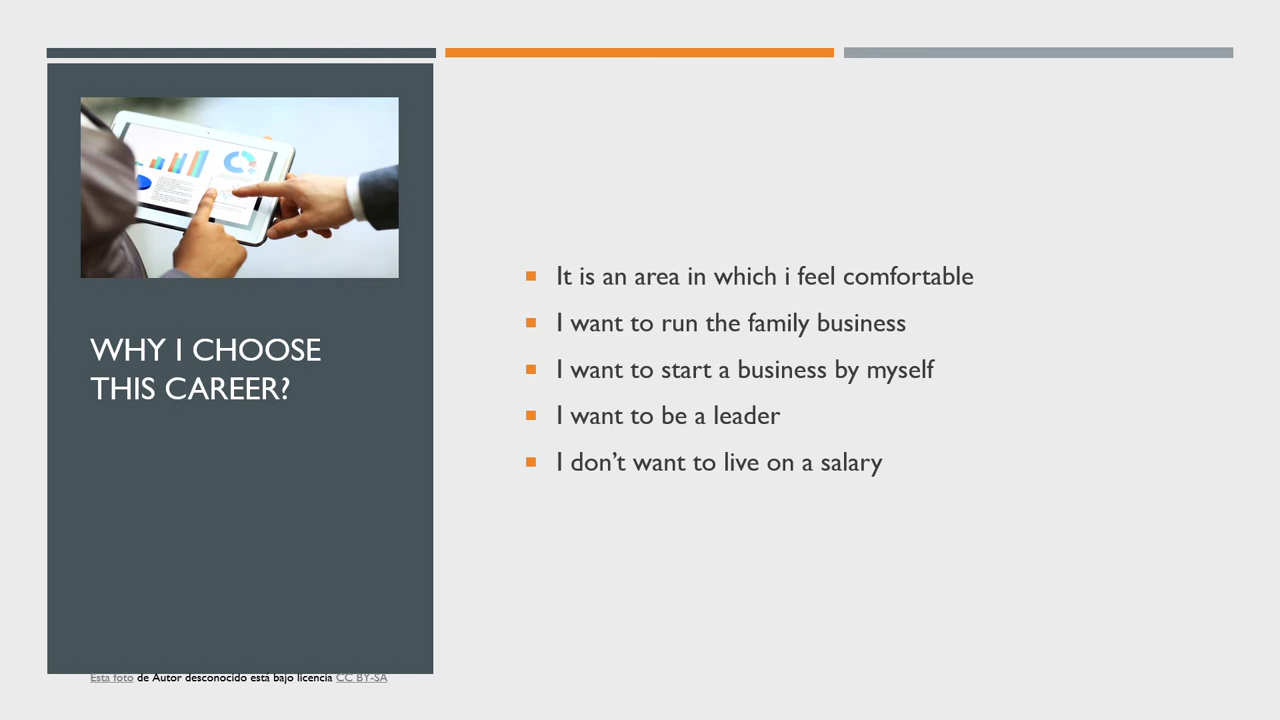 WHY I CHOOSE
THIS CAREER?
It is an area in which i feel comfortable
I want to run the family business
I want to start a business by myself
I want to be a leader
I don’t want to live on a salary
Esta foto de Autor desconocido está bajo licencia CC BY-SA